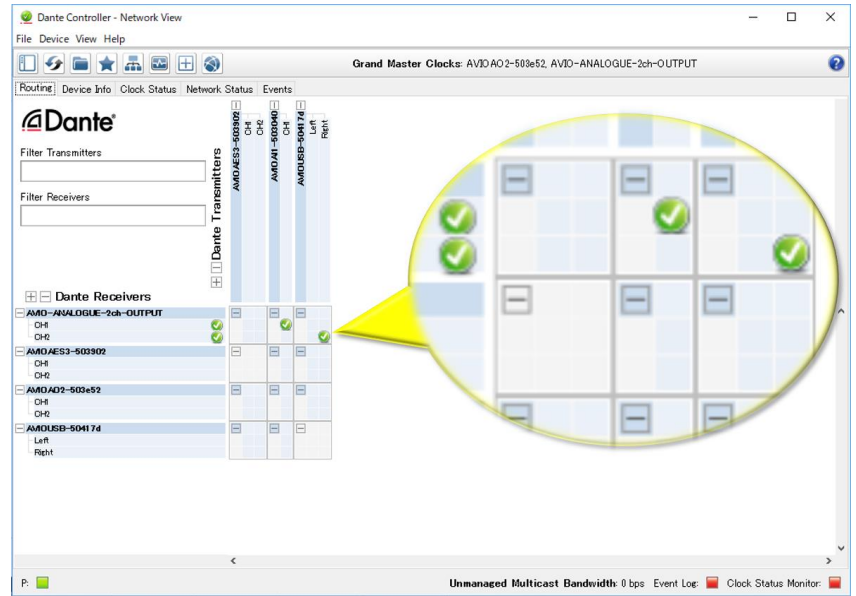 Dante Controller - Network View
File Device View Help
Grand Master Clocks: AVIOAO2-503e52, AVIO-ANALOGUE-2ch-OUTPUT
Routing Device Info Clock Status Network Status Events
Dante
Filter Transmitters
Filter Receivers
Dante Transmitters
AVIOAES3-503902
CH1
CH2
AVIOAI1-503040
CH1
AVIOUSB-50417d
Left
Right
Dante Receivers
AVIO-ANALOGUE-2ch-OUTPUT
CH1
CH2
AVIOAES3-503902
CH1
CH2
AVIOAO2-503e52
CH1
CH2
AVIOUSB-50417d
Left
Right
P: Unmanaged Multicast Bandwidth: 0 bps Event Log: Clock Status Monitor: